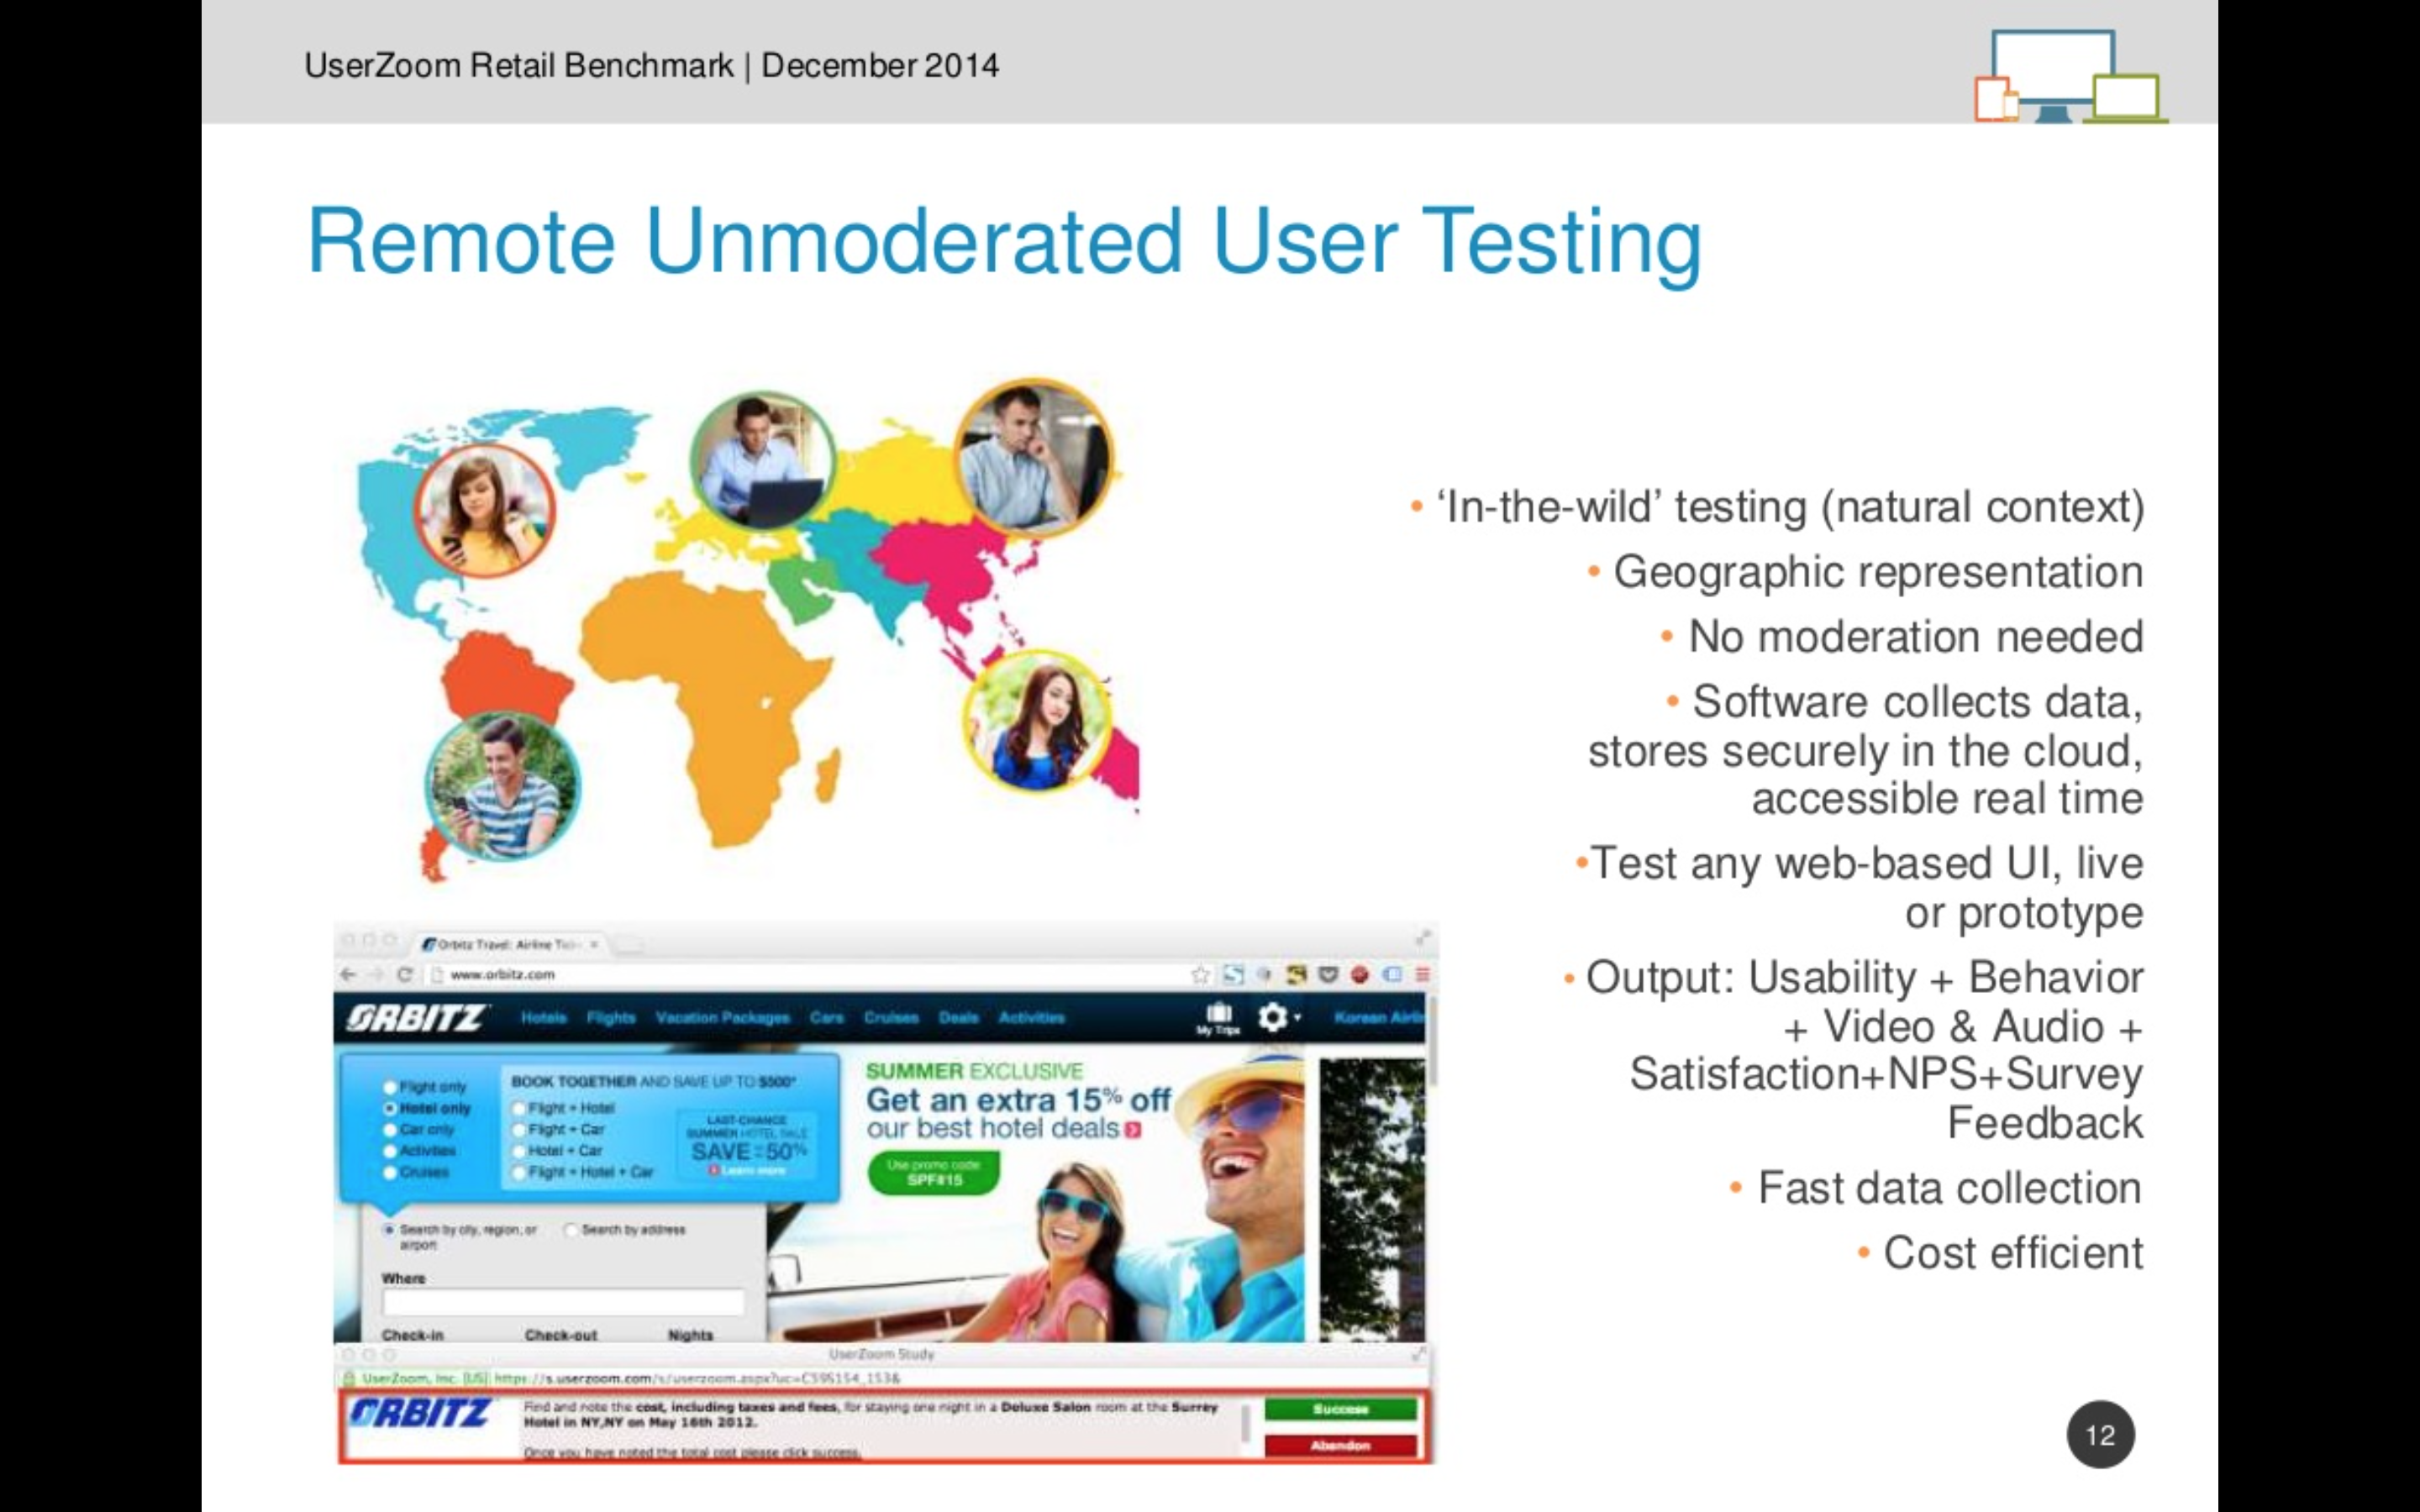 UserZoom Retail Benchmark | December 2014
Remote Unmoderated User Testing
• ‘In-the-wild’ testing (natural context)
• Geographic representation
• No moderation needed
• Software collects data,
stores securely in the cloud,
accessible real time
•Test any web-based UI, live
or prototype
• Output: Usability + Behavior
+ Video & Audio +
Satisfaction+NPS+Survey
Feedback
• Fast data collection
• Cost efficient
Orbitz Travel: Airline
www.orbitz.com
ORBITZ
Hotels Flights Vacation Packages Cars Cruises Deals Activities
My Trips
Korean
Flight only
Hotel only
Car only
Activities
Cruises
BOOK TOGETHER AND SAVE UP TO $500*
Flight + Hotel
Flight + Car
Hotel + Car
Flight + Hotel + Car
LAST-CHANCE
SUMMER HOTEL SALE
SAVE 50%
Learn more
SUMMER EXCLUSIVE
Get an extra 15% off
our best hotel deals
Use promo code
SPF#15
Search by city, region, or
airport
Search by address
Where
Check-in Check-out Nights
UserZoom Study
UserZoom, Inc. [US] https://s.userzoom.com/
ORBITZ
Find and note the cost, including taxes and fees, for staying one night in a Deluxe Salon room at the Surrey
Hotel in NY,NY on May 16th 2012.
Once you have noted the total cost please click success.
Success
Abandon
12